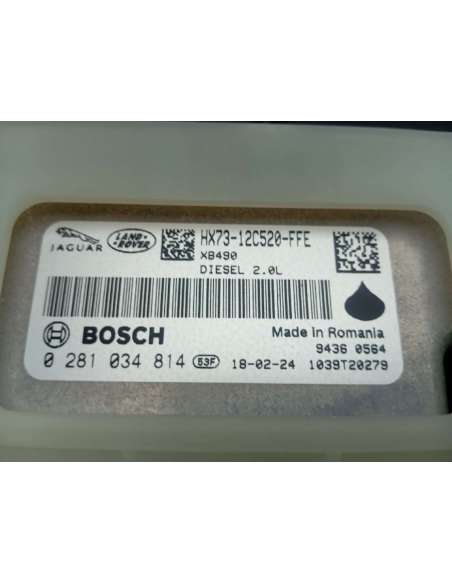 JAGUAR
LAND-
ROVER
HX73-12C520-FFE
XB490
DIESEL 2.0L
BOSCH
Made in Romania
9436 0564
0 281 034 814 53F 18-02-24 1039T20279